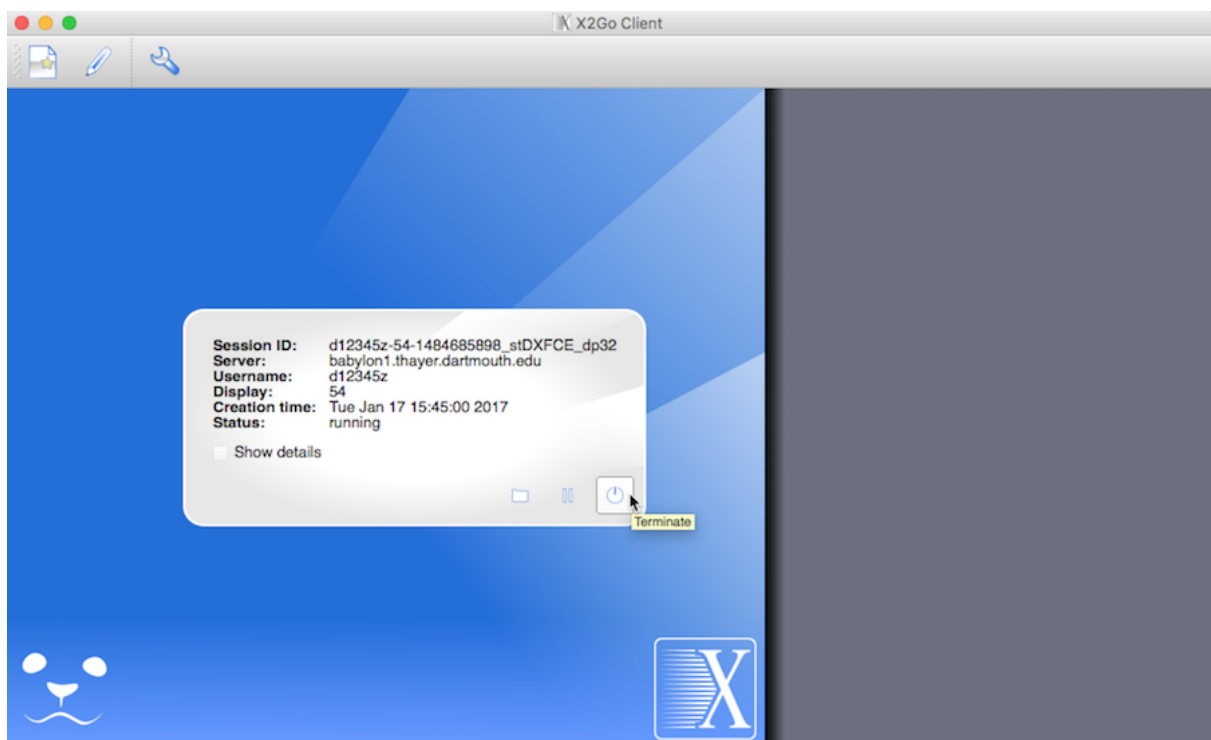 X2Go Client
Session ID: d12345z-54-1484685898_stDXFCE_dp32
Server: babylon1.thayer.dartmouth.edu
Username: d12345z
Display: 54
Creation time: Tue Jan 17 15:45:00 2017
Status: running
Show details
Terminate
X